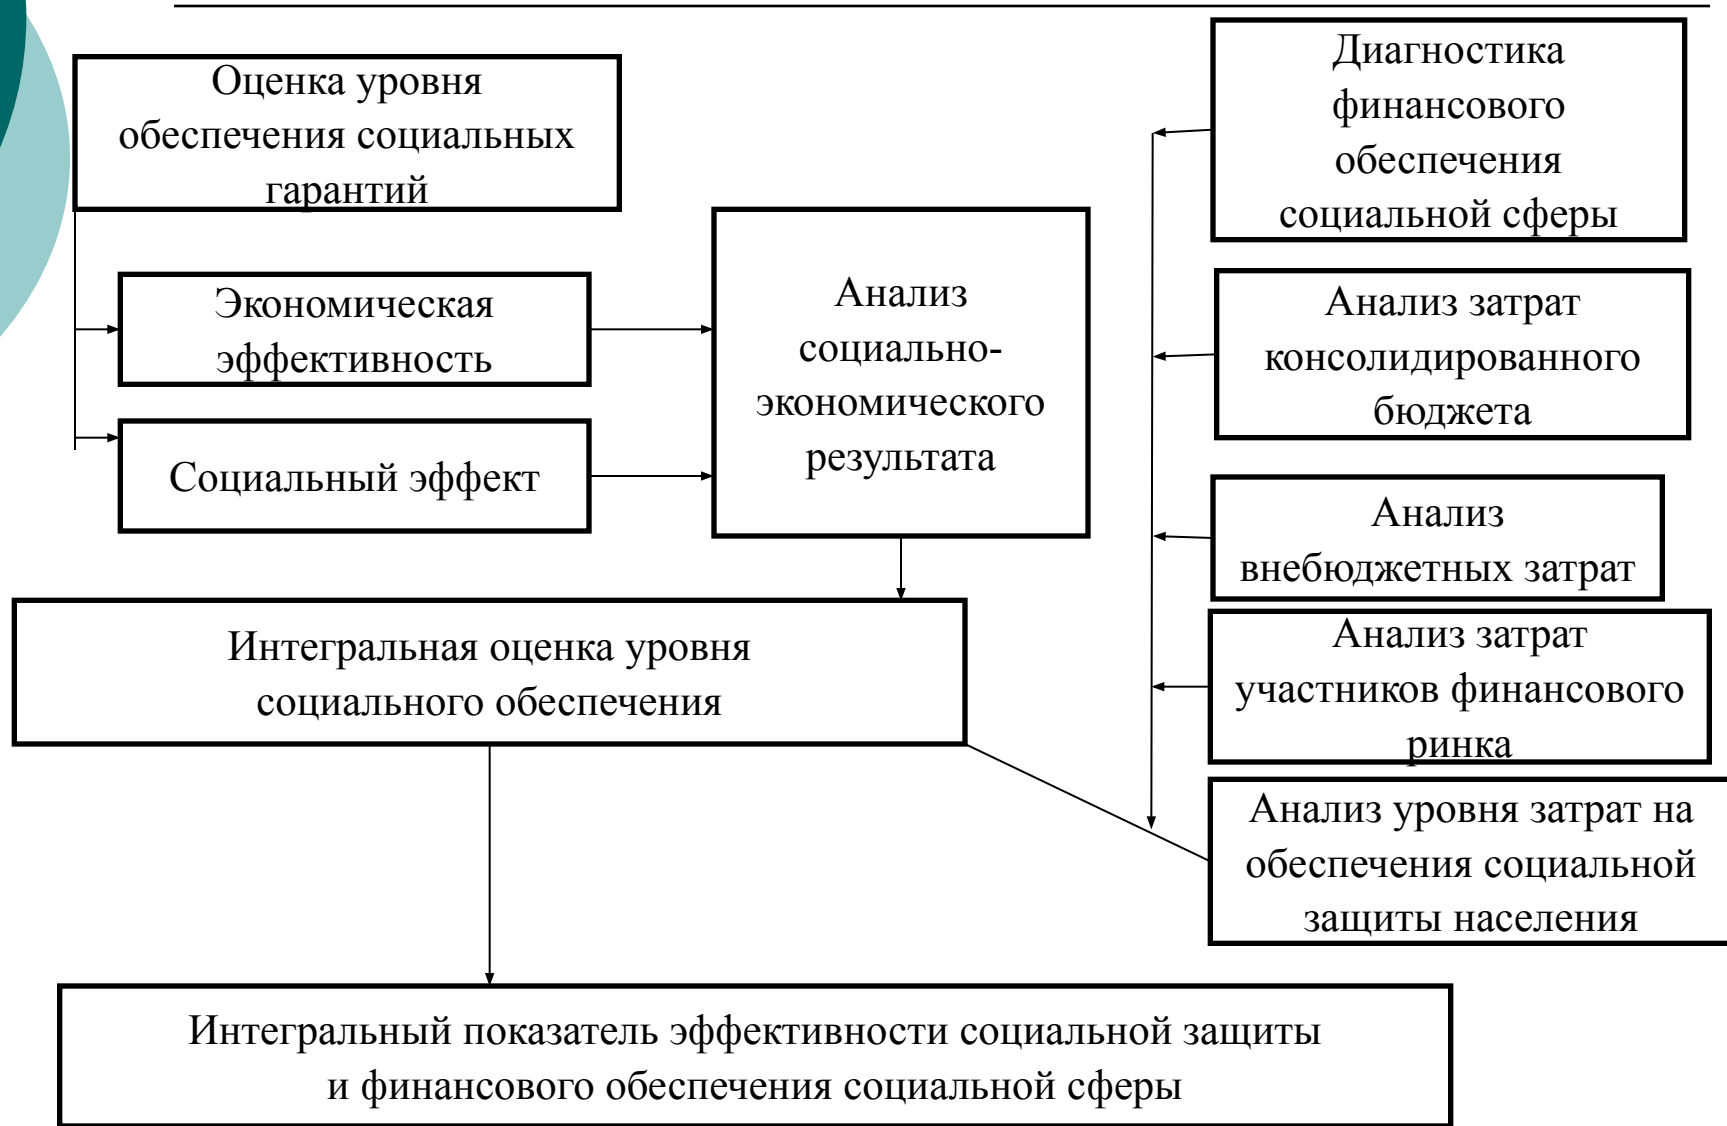 Оценка уровня
обеспечения социальных
гарантий
Экономическая
эффективность
Социальный эффект
Анализ
социально-
экономического
результата
Интегральная оценка уровня
социального обеспечения
Диагностика
финансового
обеспечения
социальной сферы
Анализ затрат
консолидированного
бюджета
Анализ
внебюджетных затрат
Анализ затрат
участников финансового
ринка
Анализ уровня затрат на
обеспечения социальной
защиты населения
Интегральный показатель эффективности социальной защиты
и финансового обеспечения социальной сферы